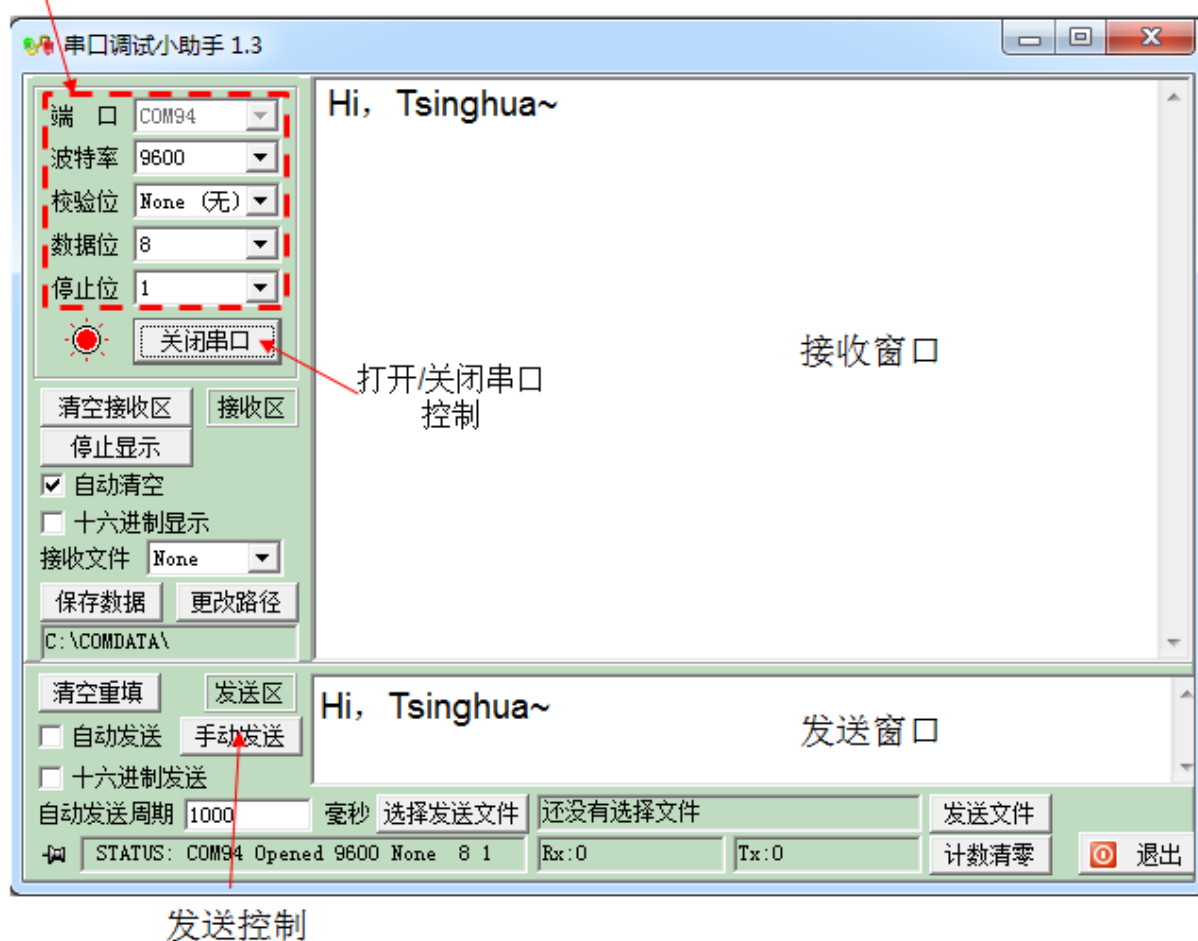 串口调试小助手 1.3
端 口 COM94
波特率 9600
校验位 None (无)
数据位 8
停止位 1
关闭串口
打开/关闭串口
控制
清空接收区 接收区
停止显示
自动清空
十六进制显示
接收文件 None
保存数据 更改路径
C:\COMDATA\
Hi，Tsinghua~
接收窗口
清空重填 发送区
自动发送 手动发送
十六进制发送
Hi，Tsinghua~
发送窗口
自动发送周期 1000 毫秒 选择发送文件 还没有选择文件 发送文件
STATUS: COM94 Opened 9600 None 8 1 Rx:0 Tx:0 计数清零 退出
发送控制